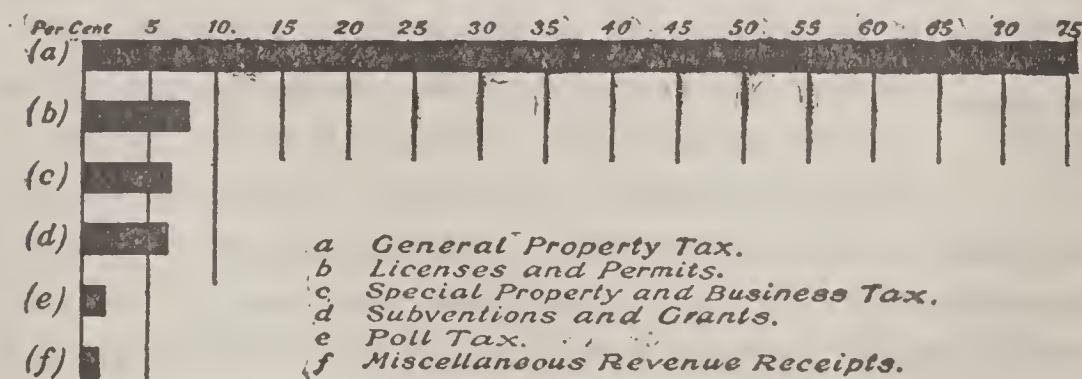 Per Cent 5 10 15 20 25 30 35 40 45 50 55 60 65 70 75
(a)
(b)
(c)
(d)
(e)
(f)
a General Property Tax.
b Licenses and Permits.
c Special Property and Business Tax.
d Subventions and Grants.
e Poll Tax.
f Miscellaneous Revenue Receipts.